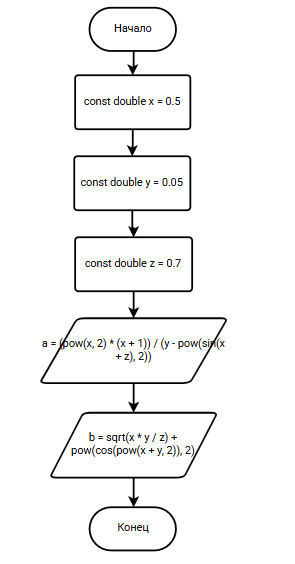 Начало
const double x = 0.5
const double y = 0.05
const double z = 0.7
a = (pow(x, 2) * (x + 1)) / (y - pow(sin(x
+ z), 2))
b = sqrt(x * y / z) +
pow(cos(pow(x + y, 2)), 2)
Конец